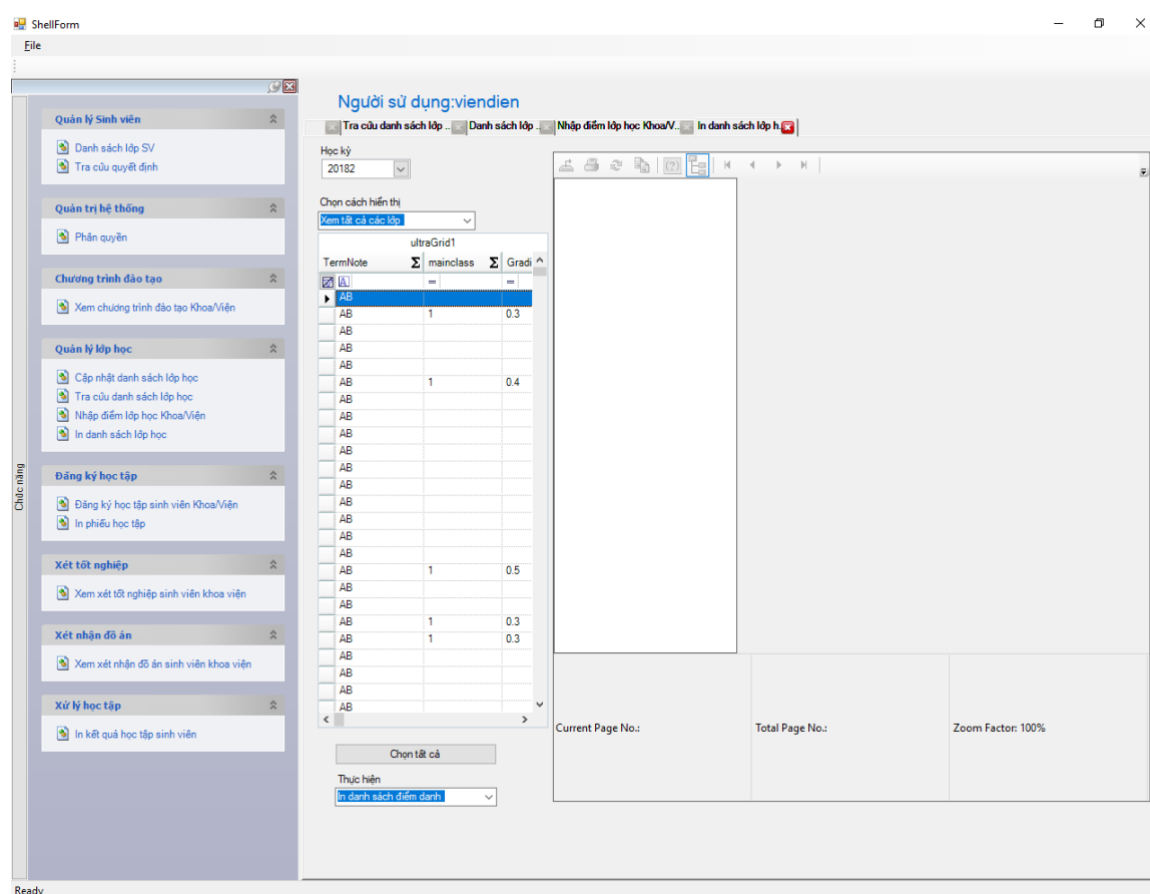 ShellForm
File
Người sử dụng:viendien
Tra cứu danh sách lớp .. Danh sách lớp .. Nhập điểm lớp học Khoa/V.. In danh sách lớp h..
Chức năng
Quản lý Sinh viên
Danh sách lớp SV
Tra cứu quyết định
Quản trị hệ thống
Phân quyền
Chương trình đào tạo
Xem chương trình đào tạo Khoa/Viện
Quản lý lớp học
Cập nhật danh sách lớp học
Tra cứu danh sách lớp học
Nhập điểm lớp học Khoa/Viện
In danh sách lớp học
Đăng ký học tập
Đăng ký học tập sinh viên Khoa/Viện
In phiếu học tập
Xét tốt nghiệp
Xem xét tốt nghiệp sinh viên khoa viện
Xét nhận đồ án
Xem xét nhận đồ án sinh viên khoa viện
Xử lý học tập
In kết quả học tập sinh viên
Học kỳ
20182
Chọn cách hiển thị
Xem tất cả các lớp
ultraGrid1
TermNote Σ mainclass Σ Gradi
A = =
AB
AB 1 0.3
AB
AB
AB
AB 1 0.4
AB
AB
AB
AB
AB
AB
AB
AB
AB
AB
AB 1 0.5
AB
AB
AB 1 0.3
AB 1 0.3
AB
AB
AB
AB
Chọn tất cả
Thực hiện
In danh sách điểm danh
Current Page No.: Total Page No.: Zoom Factor: 100%
Ready